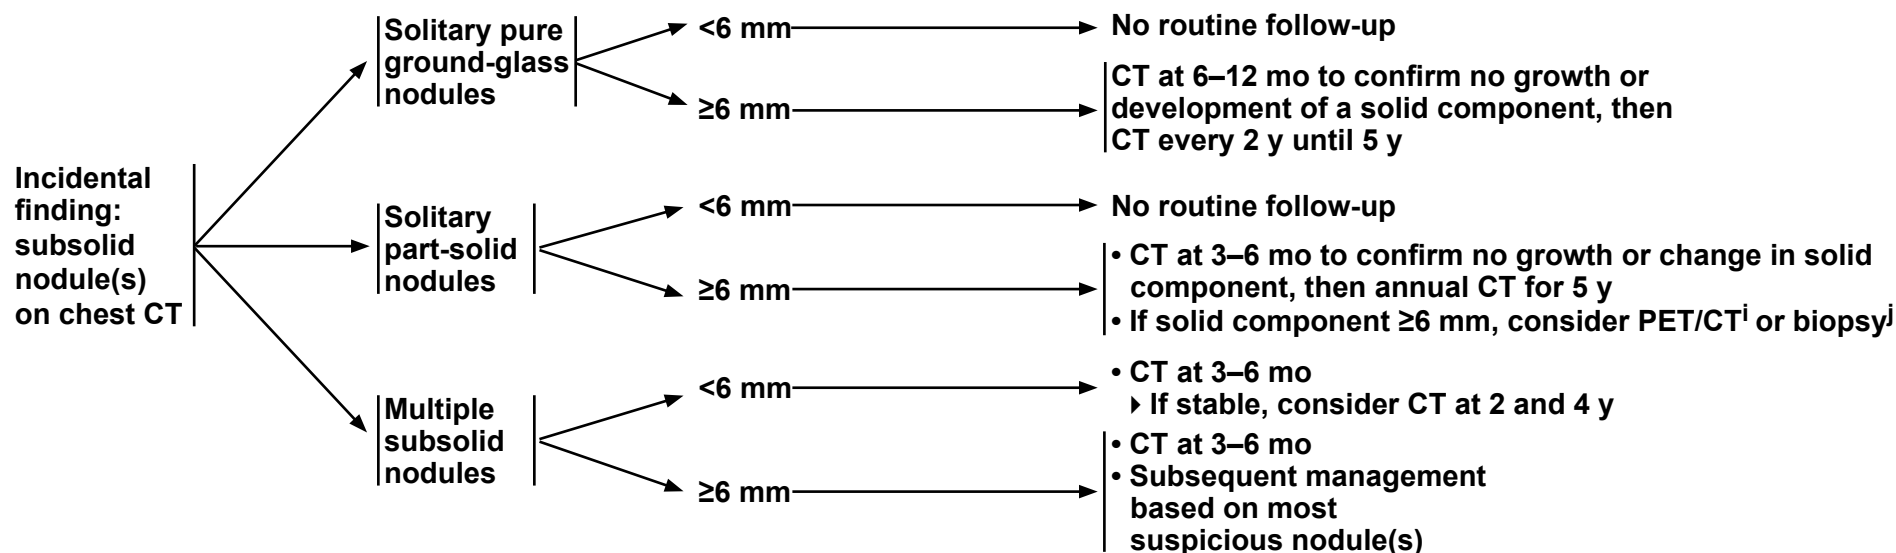 Incidental
finding:
subsolid
nodule(s)
on chest CT
Solitary pure
ground-glass
nodules
<6 mm
No routine follow-up
≥6 mm
CT at 6–12 mo to confirm no growth or
development of a solid component, then
CT every 2 y until 5 y
Solitary
part-solid
nodules
<6 mm
No routine follow-up
≥6 mm
• CT at 3–6 mo to confirm no growth or change in solid
component, then annual CT for 5 y
• If solid component ≥6 mm, consider PET/CTⁱ or biopsyʲ
Multiple
subsolid
nodules
<6 mm
• CT at 3–6 mo
‣ If stable, consider CT at 2 and 4 y
≥6 mm
• CT at 3–6 mo
• Subsequent management
based on most
suspicious nodule(s)